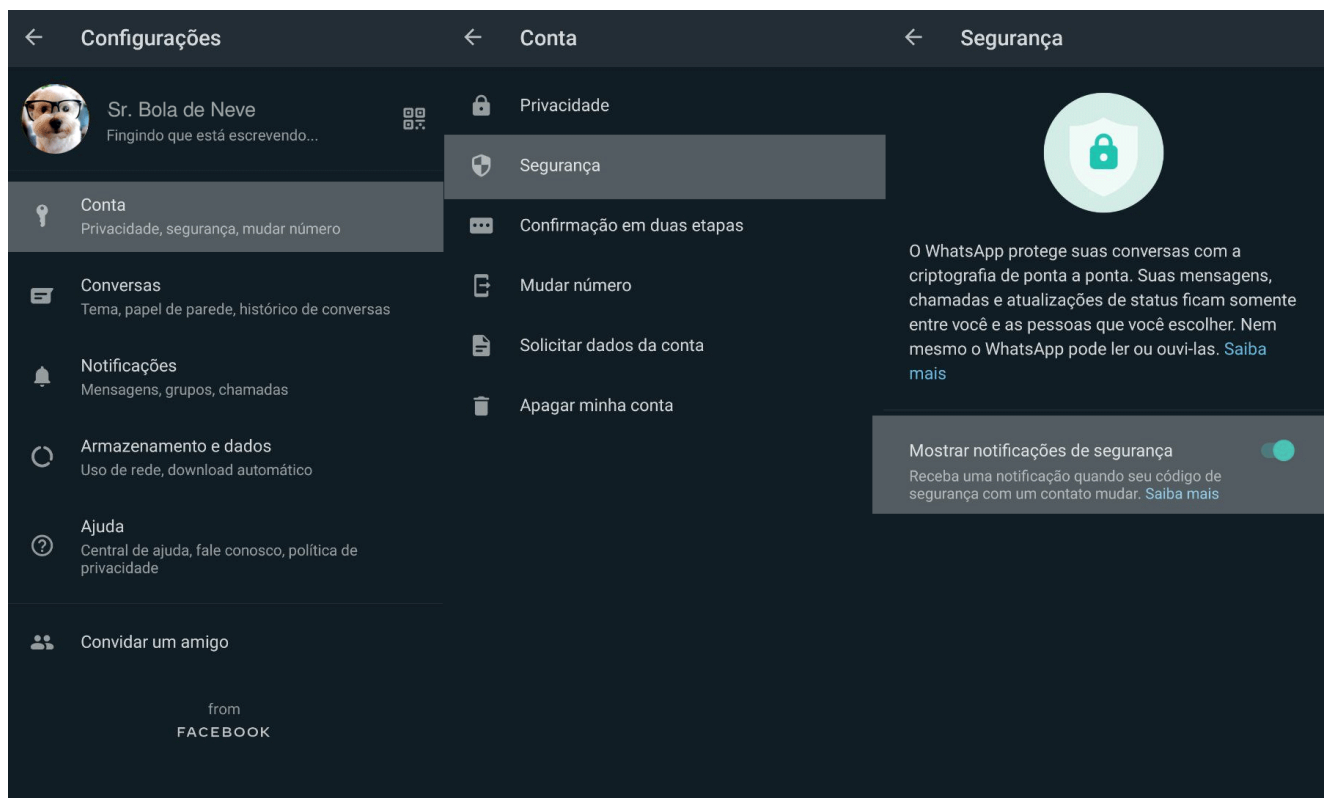 Configurações
Sr. Bola de Neve
Fingindo que está escrevendo...
Conta
Privacidade, segurança, mudar número
Conversas
Tema, papel de parede, histórico de conversas
Notificações
Mensagens, grupos, chamadas
Armazenamento e dados
Uso de rede, download automático
Ajuda
Central de ajuda, fale conosco, política de
privacidade
Convidar um amigo
from
FACEBOOK
Conta
Privacidade
Segurança
Confirmação em duas etapas
Mudar número
Solicitar dados da conta
Apagar minha conta
Segurança
O WhatsApp protege suas conversas com a
criptografia de ponta a ponta. Suas mensagens,
chamadas e atualizações de status ficam somente
entre você e as pessoas que você escolher. Nem
mesmo o WhatsApp pode ler ou ouvi-las. Saiba
mais
Mostrar notificações de segurança
Receba uma notificação quando seu código de
segurança com um contato mudar. Saiba mais